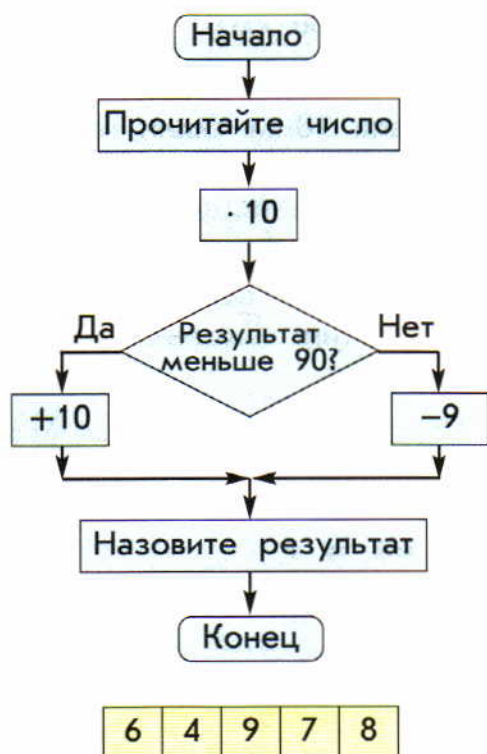 Начало
Прочитайте число
· 10
Результат
меньше 90?
Да
Нет
+10
−9
Назовите результат
Конец
6 4 9 7 8